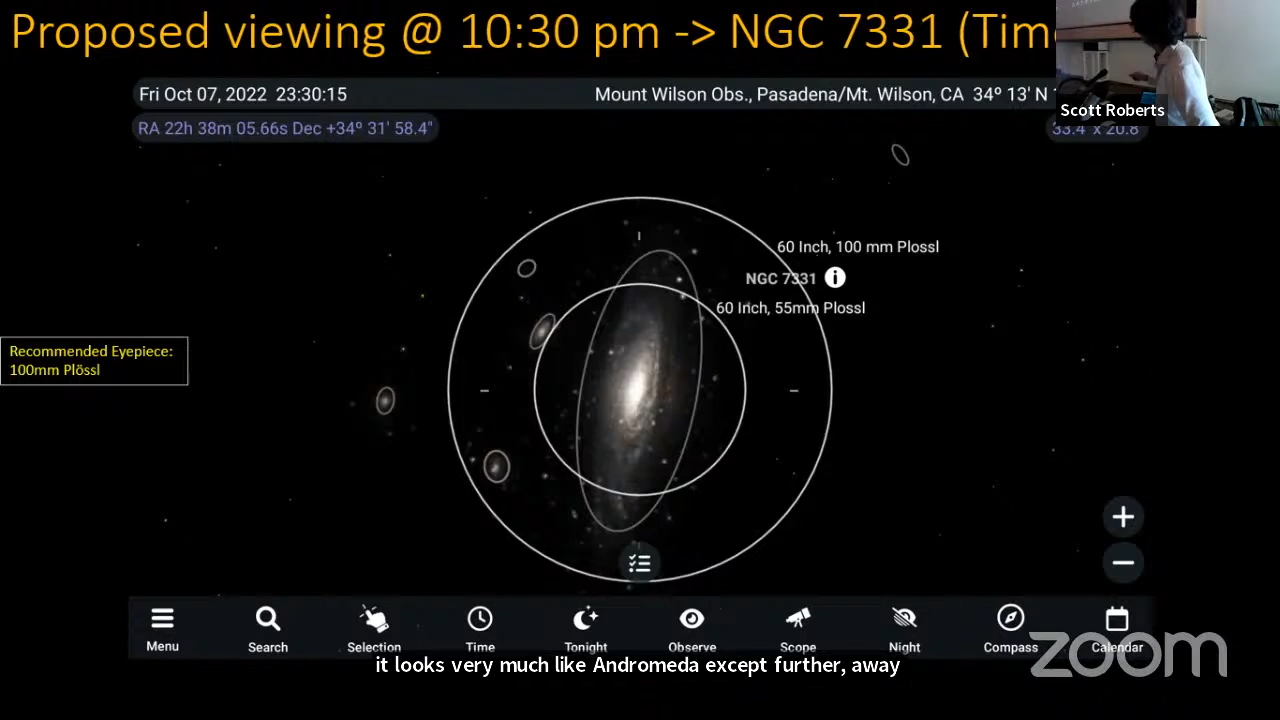 Proposed viewing @ 10:30 pm -> NGC 7331 (Tim
Scott Roberts
Fri Oct 07, 2022 23:30:15
Mount Wilson Obs., Pasadena/Mt. Wilson, CA 34° 13' N
RA 22h 38m 05.66s Dec +34° 31' 58.4"
33.4' x 20.8'
60 Inch, 100 mm Plossl
NGC 7331
60 Inch, 55mm Plossl
Recommended Eyepiece:
100mm Plössl
Menu
Search
Selection
Time
Tonight
Observe
Scope
Night
Compass
Calendar
it looks very much like Andromeda except further, away
zoom